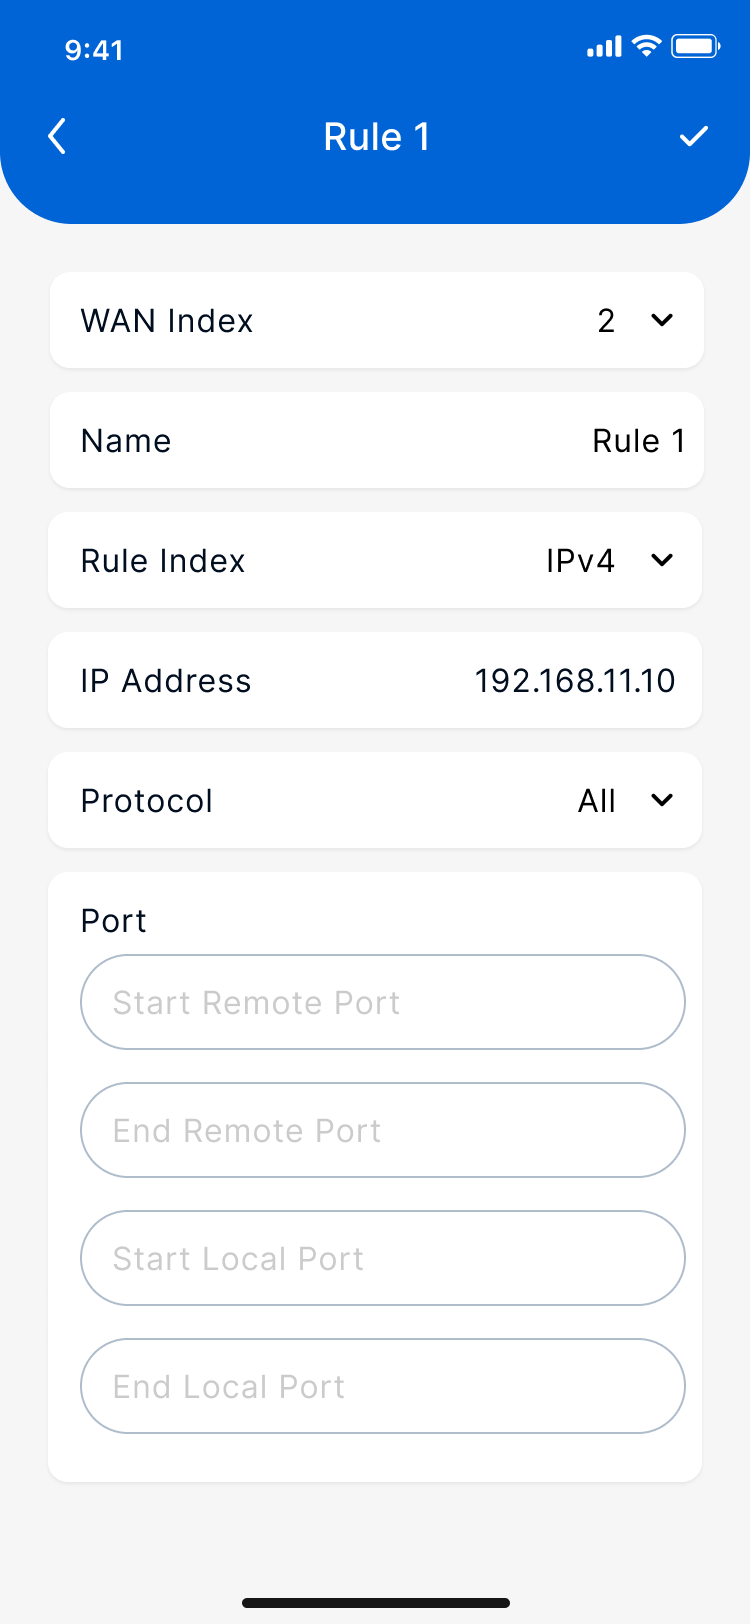 9:41
Rule 1
WAN Index 2
Name Rule 1
Rule Index IPv4
IP Address 192.168.11.10
Protocol All
Port
Start Remote Port
End Remote Port
Start Local Port
End Local Port